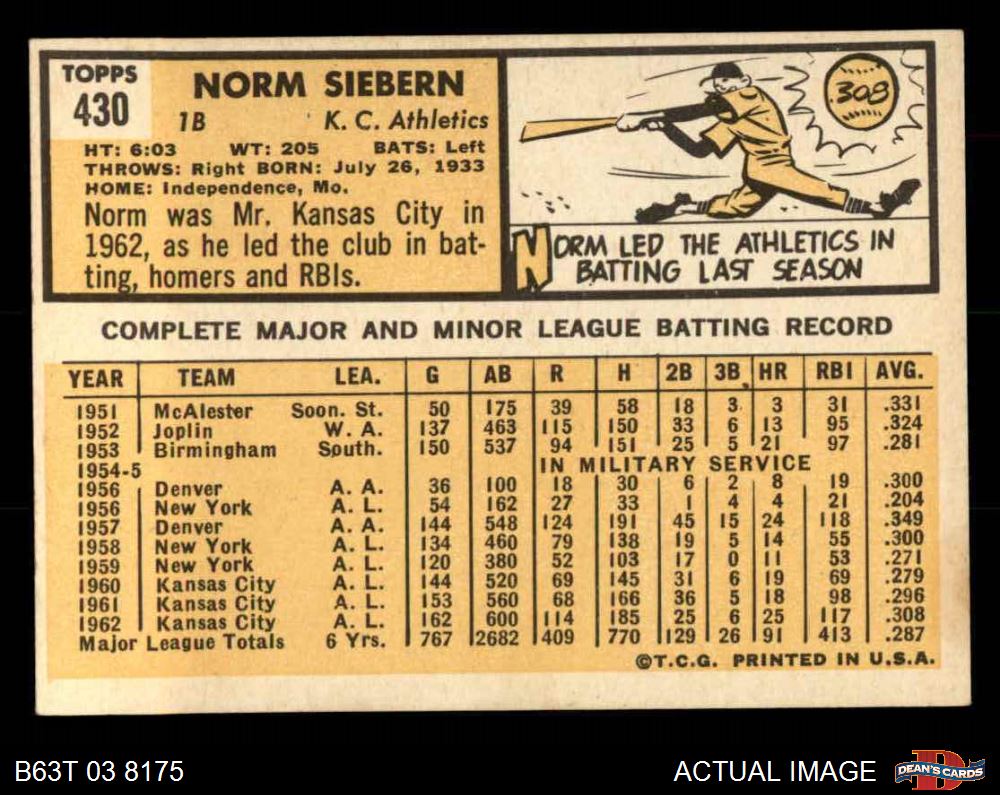 TOPPS
430
NORM SIEBERN
1B K. C. Athletics
HT: 6:03 WT: 205 BATS: Left
THROWS: Right BORN: July 26, 1933
HOME: Independence, Mo.
Norm was Mr. Kansas City in
1962, as he led the club in bat-
ting, homers and RBIs.
.308
NORM LED THE ATHLETICS IN
BATTING LAST SEASON
COMPLETE MAJOR AND MINOR LEAGUE BATTING RECORD
YEAR TEAM LEA. G AB R H 2B 3B HR RBI AVG.
1951 McAlester Soon. St. 50 175 39 58 18 3 3 31 .331
1952 Joplin W. A. 137 463 115 150 33 6 13 95 .324
1953 Birmingham South. 150 537 94 151 25 5 21 97 .281
1954-5 IN MILITARY SERVICE
1956 Denver A. A. 36 100 18 30 6 2 8 19 .300
1956 New York A. L. 54 162 27 33 1 4 4 21 .204
1957 Denver A. A. 144 548 124 191 45 15 24 118 .349
1958 New York A. L. 134 460 79 138 19 5 14 55 .300
1959 New York A. L. 120 380 52 103 17 0 11 53 .271
1960 Kansas City A. L. 144 520 69 145 31 6 19 69 .279
1961 Kansas City A. L. 153 560 68 166 36 5 18 98 .296
1962 Kansas City A. L. 162 600 114 185 25 6 25 117 .308
Major League Totals 6 Yrs. 767 2682 409 770 129 26 91 413 .287
©T.C.G. PRINTED IN U.S.A.
B63T 03 8175 ACTUAL IMAGE
D
DEAN'S CARDS